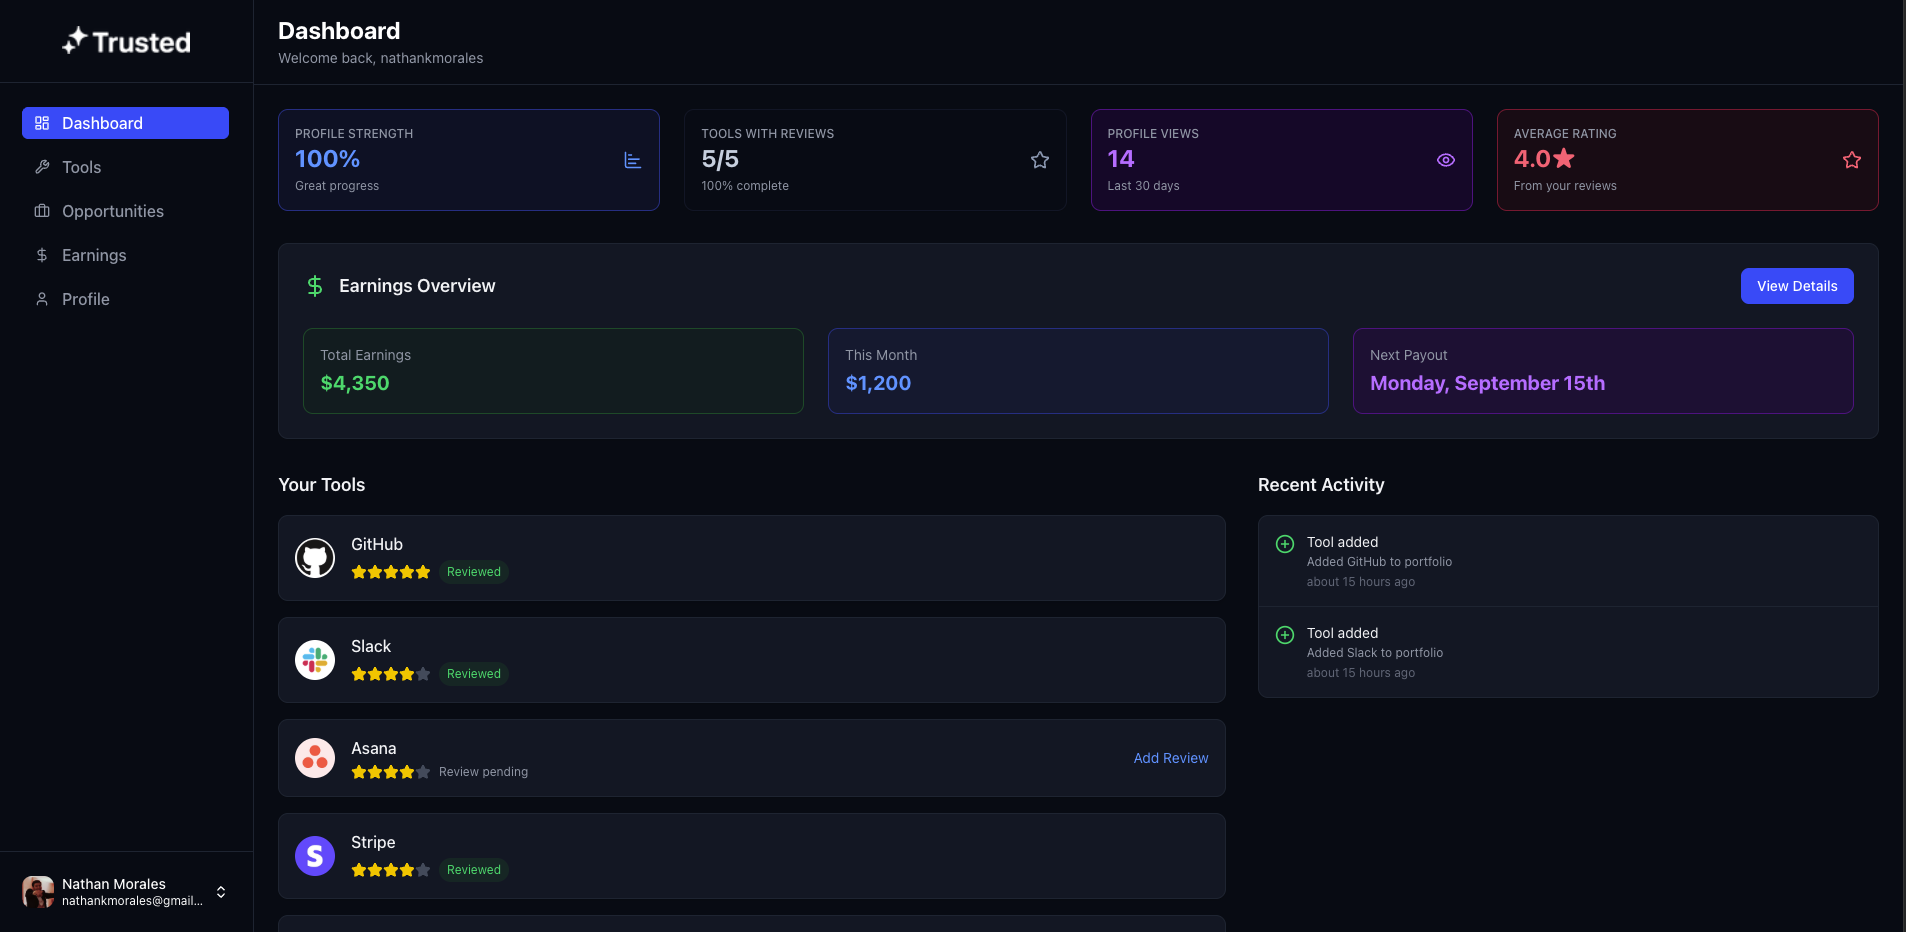 Trusted
Dashboard
Tools
Opportunities
Earnings
Profile
Nathan Morales
nathankmorales@gmail...
Dashboard
Welcome back, nathankmorales
PROFILE STRENGTH
100%
Great progress
TOOLS WITH REVIEWS
5/5
100% complete
PROFILE VIEWS
14
Last 30 days
AVERAGE RATING
4.0★
From your reviews
$ Earnings Overview
View Details
Total Earnings
$4,350
This Month
$1,200
Next Payout
Monday, September 15th
Your Tools
GitHub
Reviewed
Slack
Reviewed
Asana
Review pending
Add Review
S
Stripe
Reviewed
Recent Activity
Tool added
Added GitHub to portfolio
about 15 hours ago
Tool added
Added Slack to portfolio
about 15 hours ago